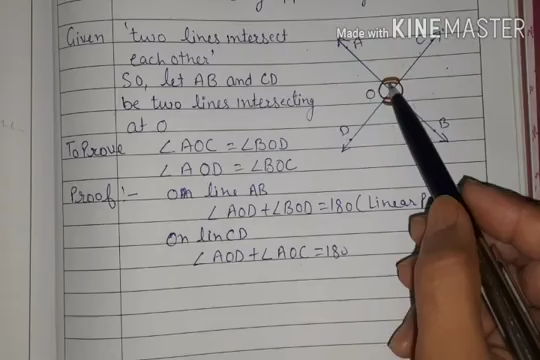 Made with KINEMASTER
Given 'two lines intersect
each other'
So, let AB and CD
be two lines intersecting
at O
To Prove ∠AOC = ∠BOD
∠AOD = ∠BOC
Proof :- on line AB
∠AOD + ∠BOD = 180 (Linear P
On lin CD
∠AOD + ∠AOC = 180
A
C
O
D
B